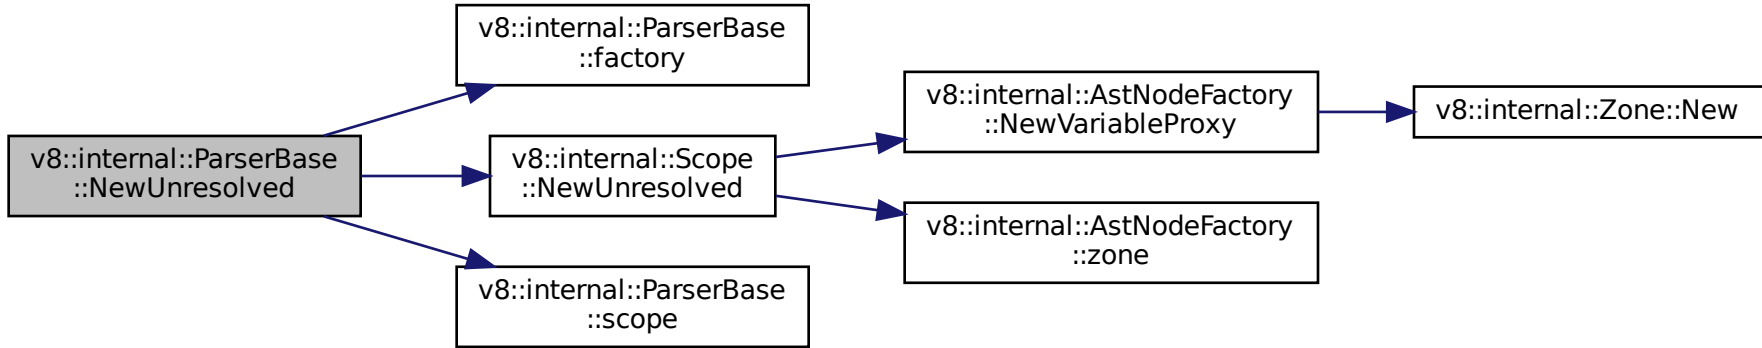 v8::internal::ParserBase
::NewUnresolved
v8::internal::ParserBase
::factory
v8::internal::Scope
::NewUnresolved
v8::internal::ParserBase
::scope
v8::internal::AstNodeFactory
::NewVariableProxy
v8::internal::AstNodeFactory
::zone
v8::internal::Zone::New